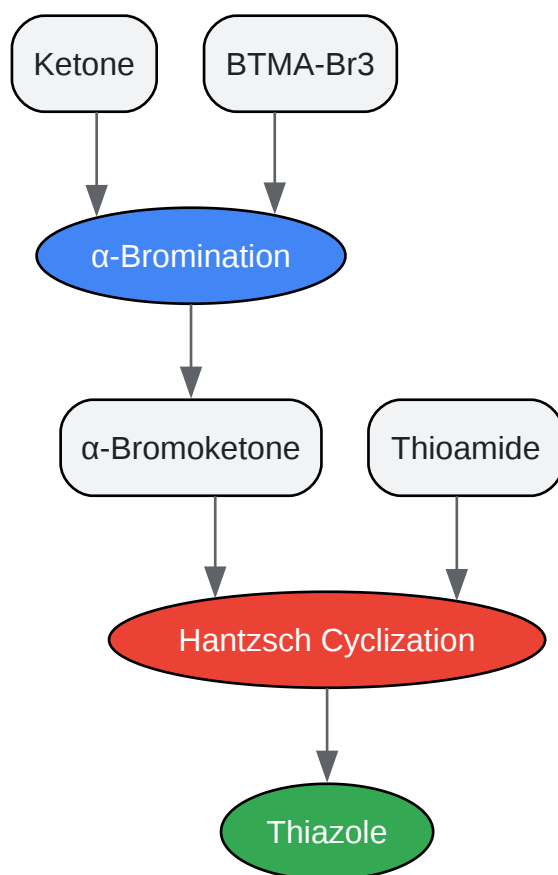 Ketone
BTMA-Br3
α-Bromination
α-Bromoketone
Thioamide
Hantzsch Cyclization
Thiazole